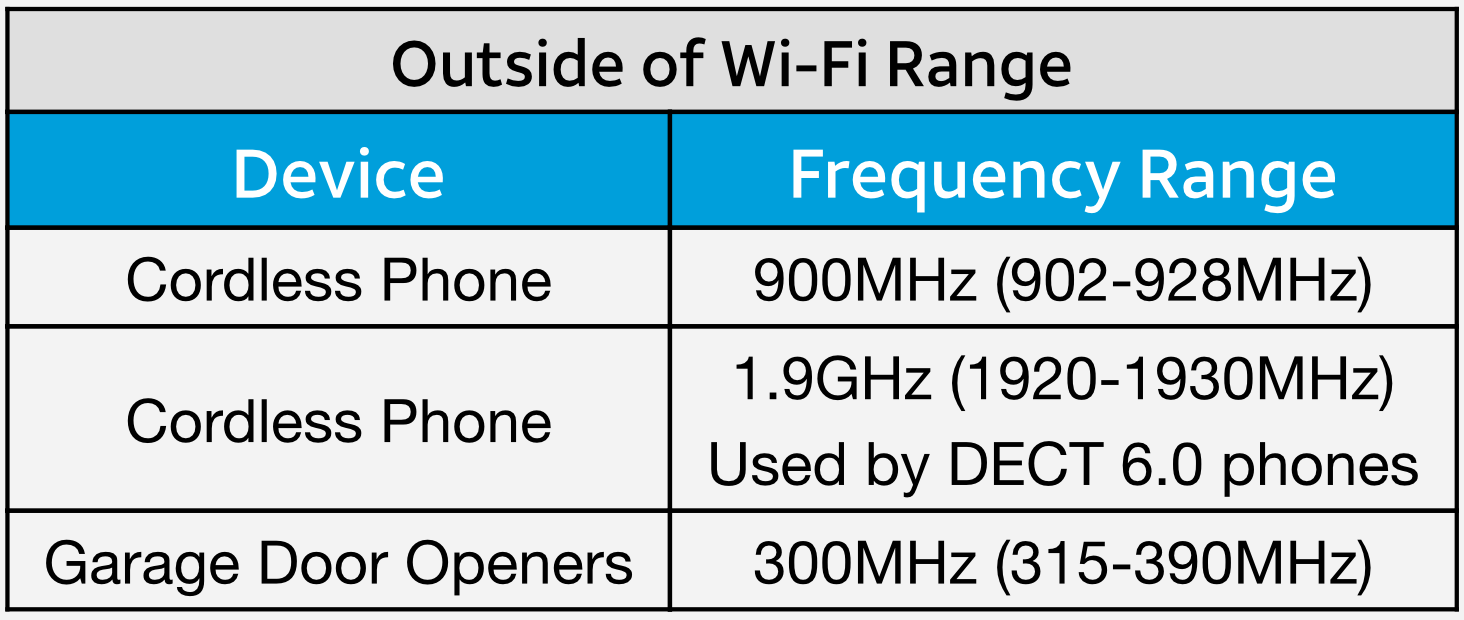 Outside of Wi-Fi Range
Device Frequency Range
Cordless Phone 900MHz (902-928MHz)
Cordless Phone 1.9GHz (1920-1930MHz)
Used by DECT 6.0 phones
Garage Door Openers 300MHz (315-390MHz)